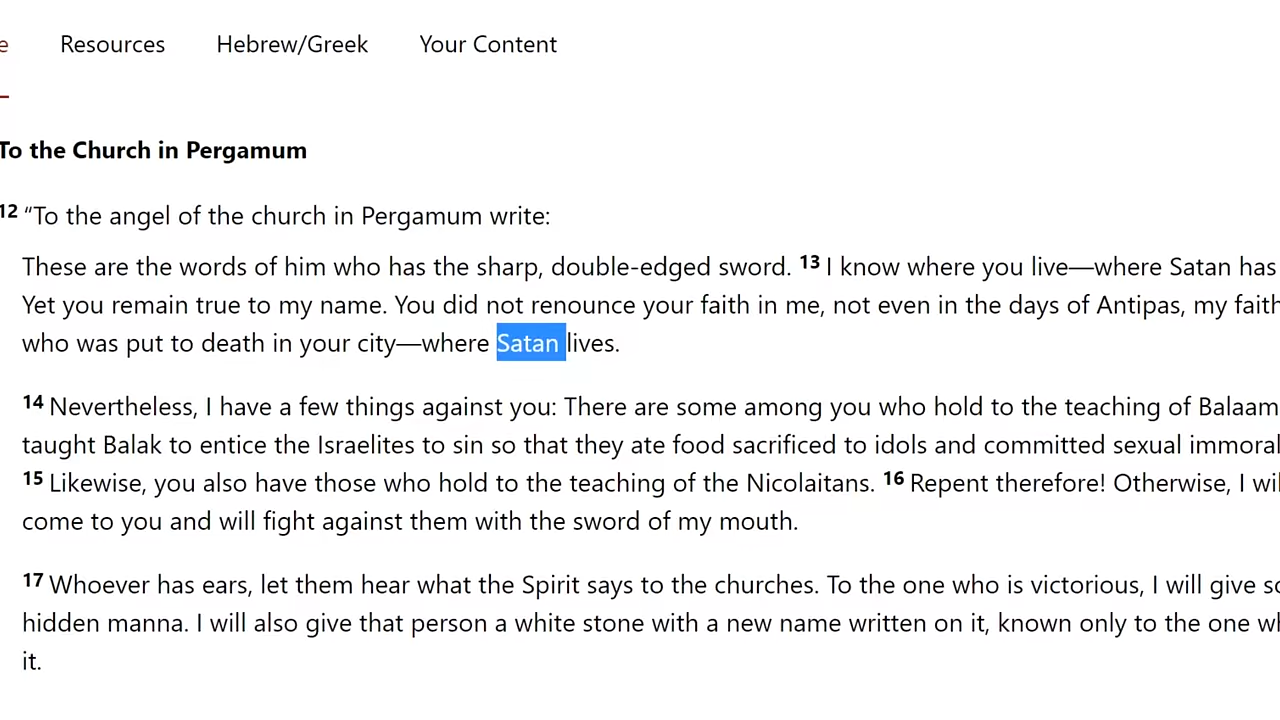 e Resources Hebrew/Greek Your Content
To the Church in Pergamum
12 “To the angel of the church in Pergamum write:
These are the words of him who has the sharp, double-edged sword. 13 I know where you live—where Satan has
Yet you remain true to my name. You did not renounce your faith in me, not even in the days of Antipas, my faith
who was put to death in your city—where Satan lives.
14 Nevertheless, I have a few things against you: There are some among you who hold to the teaching of Balaam
taught Balak to entice the Israelites to sin so that they ate food sacrificed to idols and committed sexual immoral
15 Likewise, you also have those who hold to the teaching of the Nicolaitans. 16 Repent therefore! Otherwise, I wil
come to you and will fight against them with the sword of my mouth.
17 Whoever has ears, let them hear what the Spirit says to the churches. To the one who is victorious, I will give so
hidden manna. I will also give that person a white stone with a new name written on it, known only to the one wh
it.